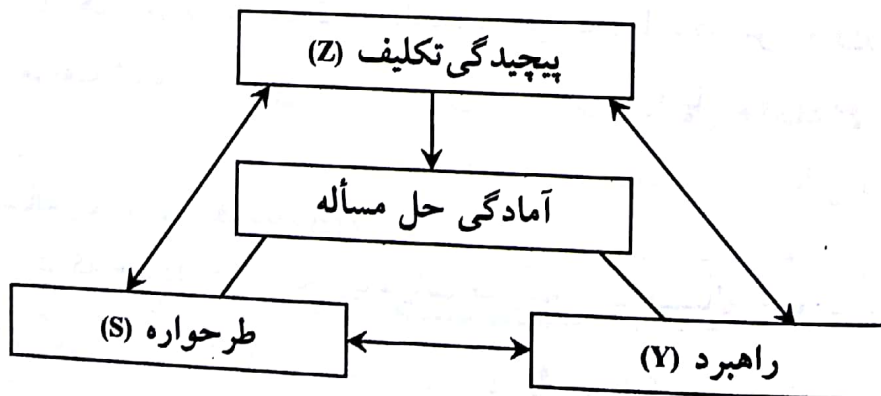 پیچیدگی تکلیف (Z)
آمادگی حل مسأله
طرحواره (S)
راهبرد (Y)